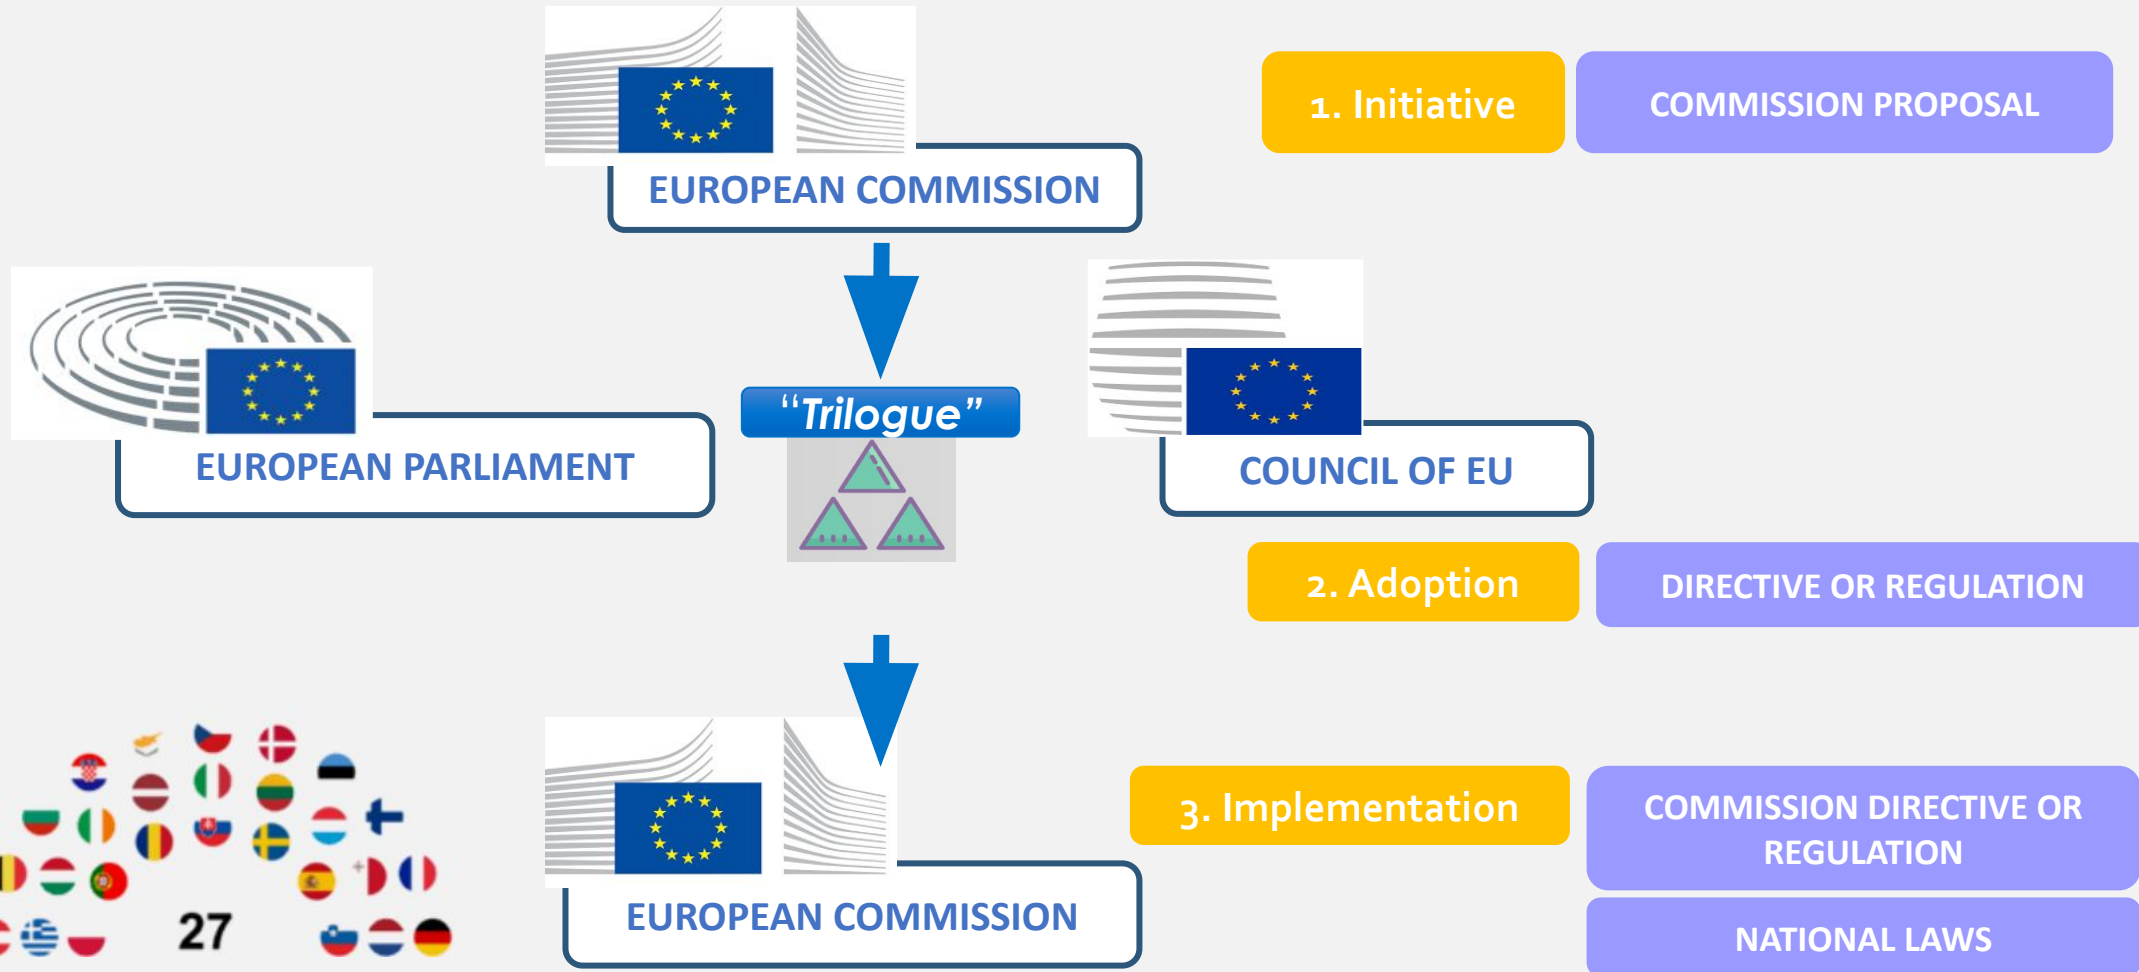 1. Initiative
COMMISSION PROPOSAL
EUROPEAN COMMISSION
“Trilogue”
EUROPEAN PARLIAMENT
COUNCIL OF EU
2. Adoption
DIRECTIVE OR REGULATION
3. Implementation
COMMISSION DIRECTIVE OR
REGULATION
EUROPEAN COMMISSION
27
NATIONAL LAWS